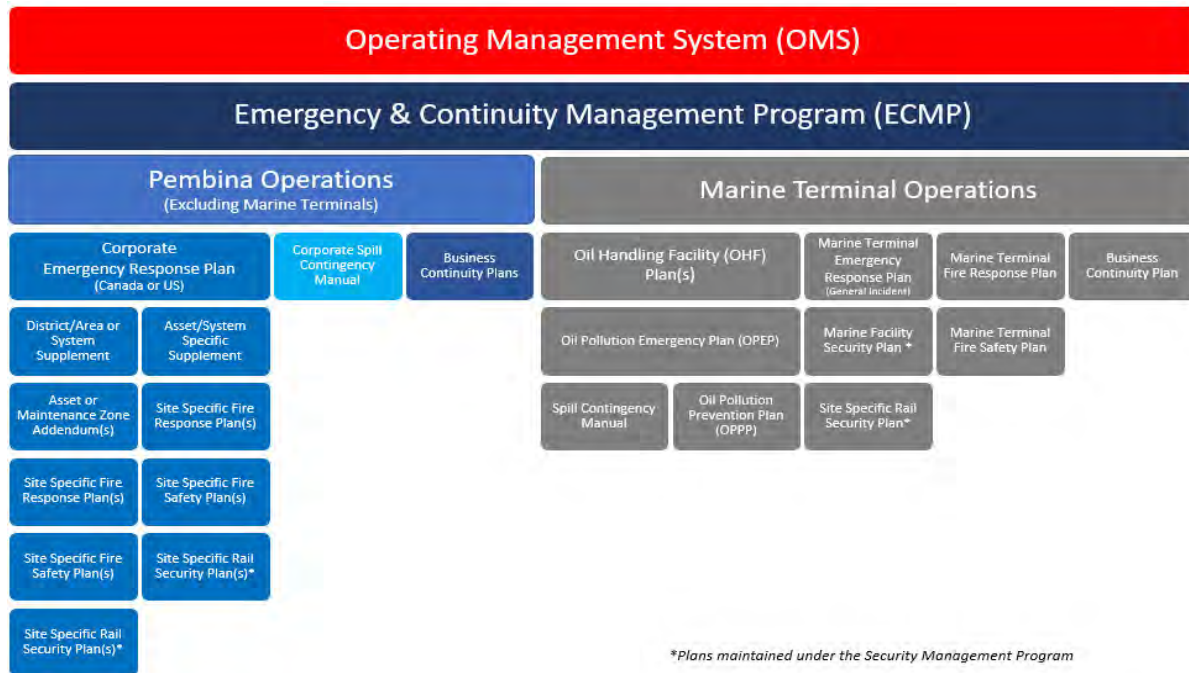 Operating Management System (OMS)
Emergency & Continuity Management Program (ECMP)
Pembina Operations
(Excluding Marine Terminals)
Marine Terminal Operations
Corporate
Emergency Response Plan
(Canada or US)
Corporate Spill
Contingency
Manual
Business
Continuity Plans
Oil Handling Facility (OHF)
Plan(s)
Marine Terminal
Emergency
Response Plan
(General Incident)
Marine Terminal
Fire Response Plan
Business
Continuity Plan
District/Area or
System
Supplement
Asset/System
Specific
Supplement
Oil Pollution Emergency Plan (OPEP)
Marine Facility
Security Plan *
Marine Terminal
Fire Safety Plan
Asset or
Maintenance Zone
Addendum(s)
Site Specific Fire
Response Plan(s)
Spill Contingency
Manual
Oil Pollution
Prevention Plan
(OPPP)
Site Specific Rail
Security Plan*
Site Specific Fire
Response Plan(s)
Site Specific Fire
Safety Plan(s)
Site Specific Fire
Safety Plan(s)
Site Specific Rail
Security Plan(s)*
Site Specific Rail
Security Plan(s)*
*Plans maintained under the Security Management Program